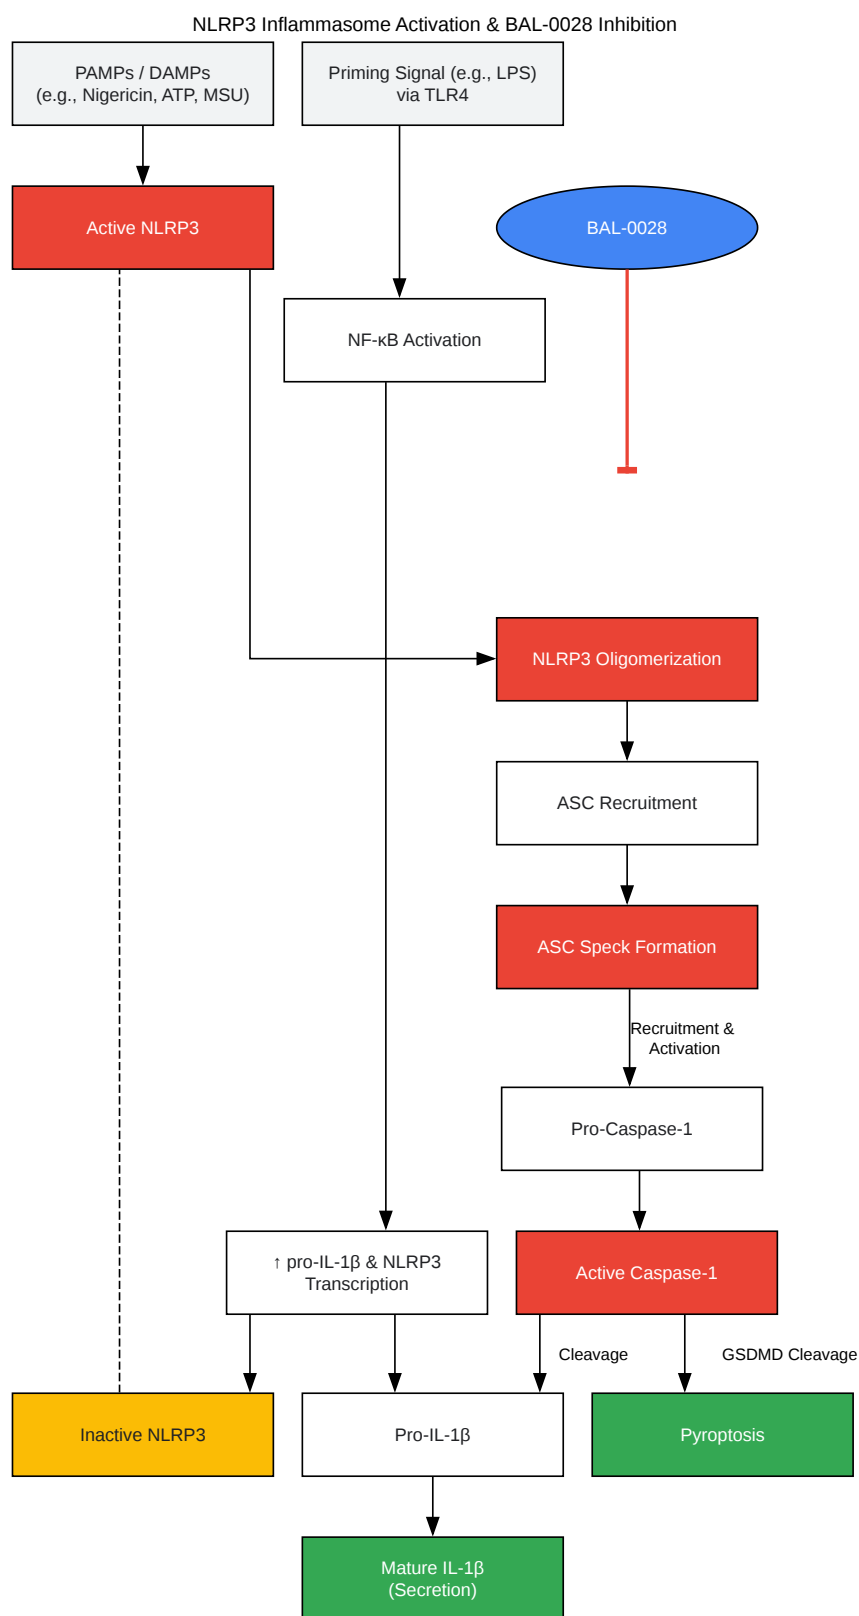 NLRP3 Inflammasome Activation & BAL-0028 Inhibition
PAMPs / DAMPs
(e.g., Nigericin, ATP, MSU)
Priming Signal (e.g., LPS)
via TLR4
Active NLRP3
BAL-0028
NF-κB Activation
NLRP3 Oligomerization
ASC Recruitment
ASC Speck Formation
Recruitment &
Activation
Pro-Caspase-1
↑ pro-IL-1β & NLRP3
Transcription
Active Caspase-1
Cleavage
GSDMD Cleavage
Inactive NLRP3
Pro-IL-1β
Pyroptosis
Mature IL-1β
(Secretion)